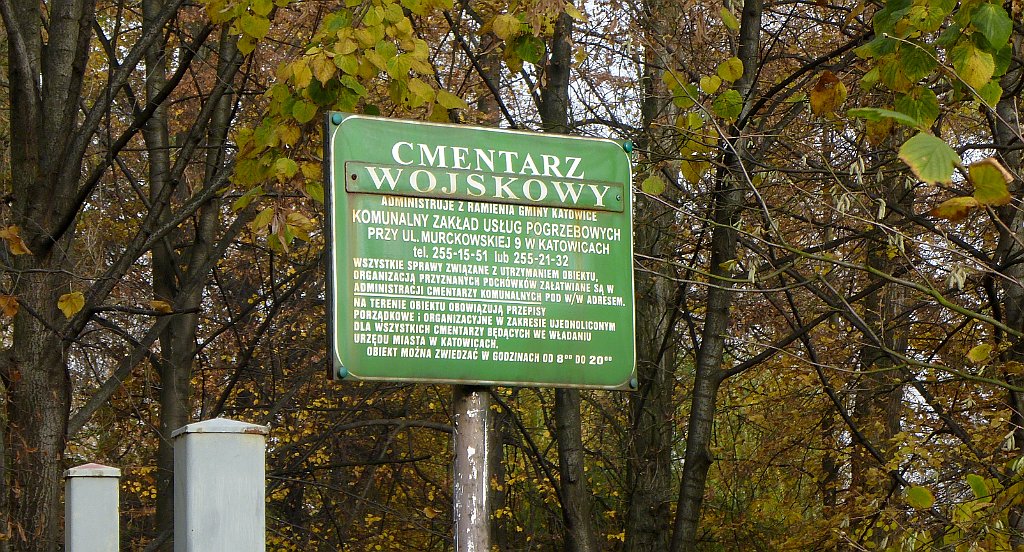 CMENTARZ
WOJSKOWY
ADMINISTRUJE Z RAMIENIA GMINY KATOWICE
KOMUNALNY ZAKŁAD USŁUG POGRZEBOWYCH
PRZY UL. MURCKOWSKIEJ 9 W KATOWICACH
tel. 255-15-51 lub 255-21-32
WSZYSTKIE SPRAWY ZWIĄZANE Z UTRZYMANIEM OBIEKTU,
ORGANIZACJĄ PRZYZNANYCH POCHÓWKÓW ZAŁATWIANE SĄ W
ADMINISTRACJI CMENTARZY KOMUNALNYCH POD W/W ADRESEM.
NA TERENIE OBIEKTU OBOWIĄZUJĄ PRZEPISY
PORZĄDKOWE i ORGANIZACYJNE W ZAKRESIE UJEDNOLICONYM
DLA WSZYSTKICH CMENTARZY BĘDĄCYCH WE WŁADANIU
URZĘDU MIASTA W KATOWICACH.
OBIEKT MOŻNA ZWIEDZAĆ W GODZINACH OD 8⁰⁰ DO 20⁰⁰